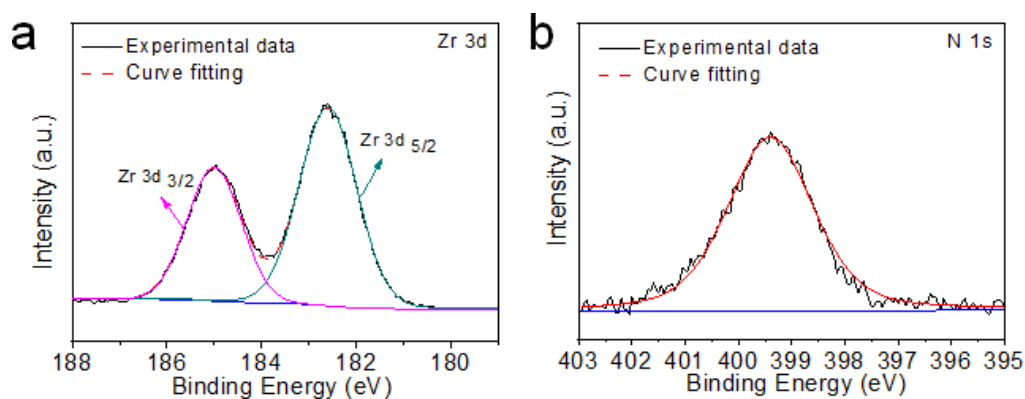 a
Experimental data
Curve fitting
Zr 3d
Zr 3d 3/2
Zr 3d 5/2
Intensity (a.u.)
188 186 184 182 180
Binding Energy (eV)
b
Experimental data
Curve fitting
N 1s
Intensity (a.u.)
403 402 401 400 399 398 397 396 395
Binding Energy (eV)